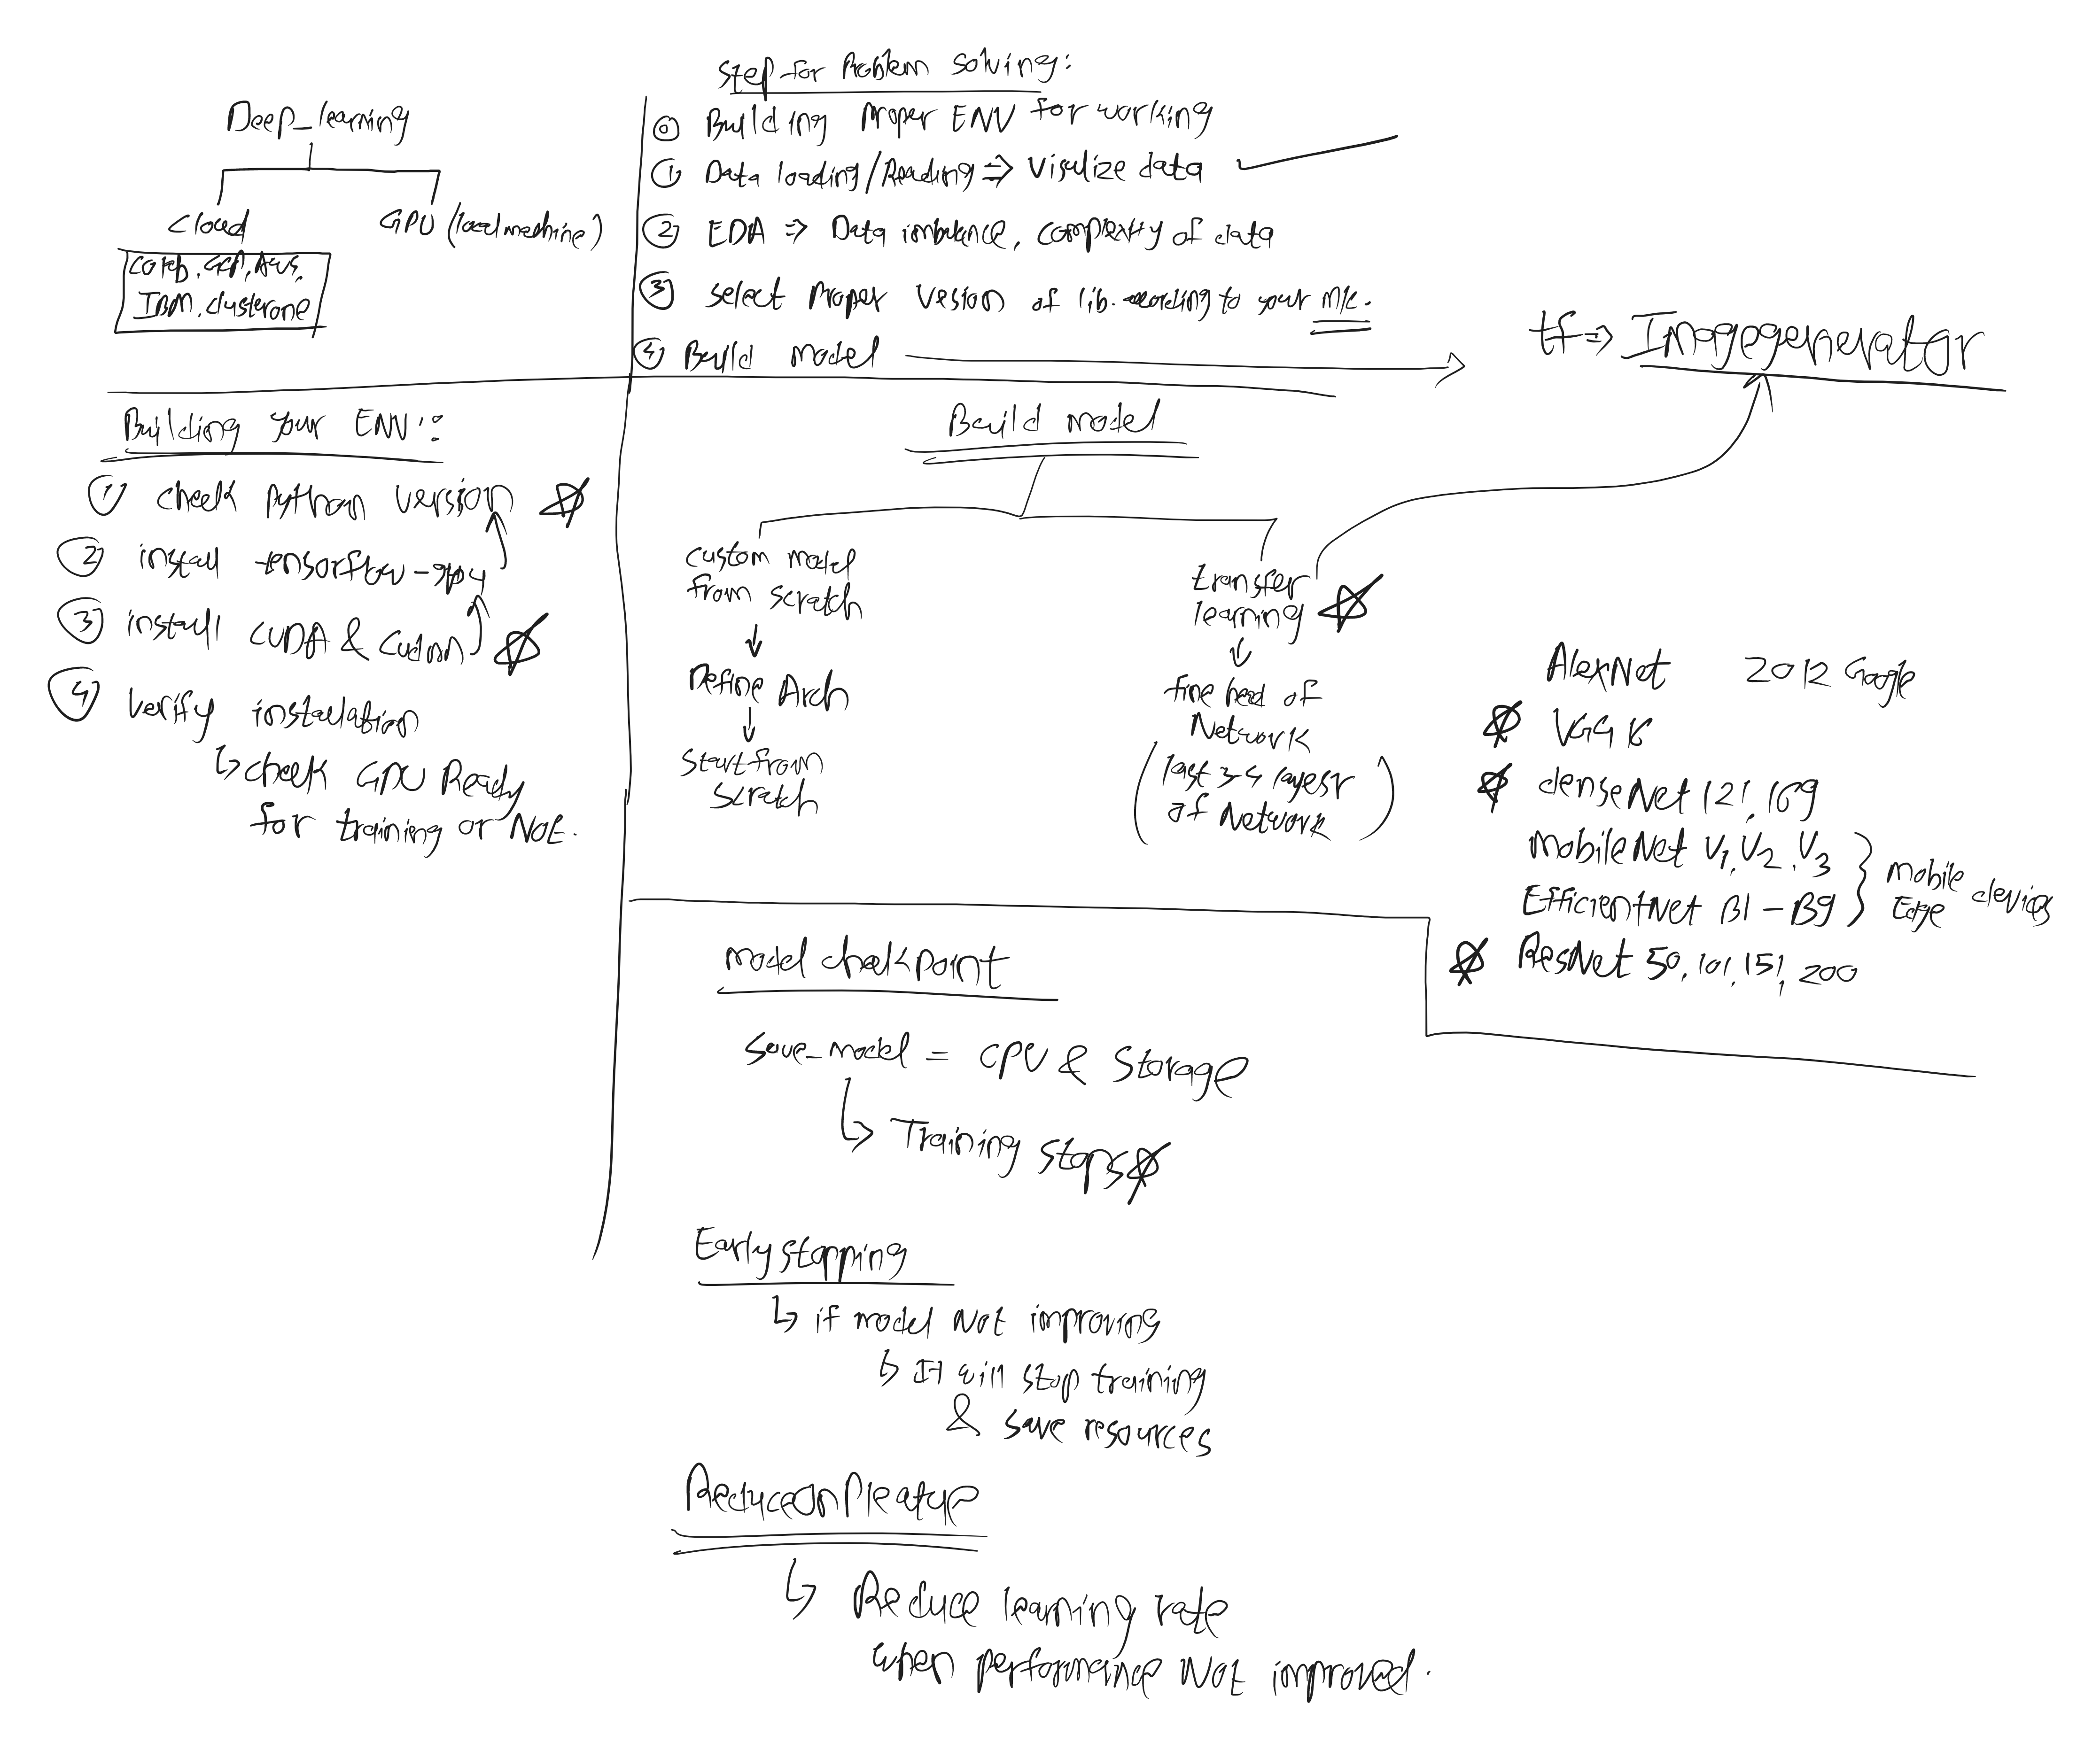 Deep_learning
Cloud
GPU (local machine)
Colab, GCP, AWS,
IBM, clusterone
Step for Problem solving:
0 Building Proper ENV for working
1 Data loading/Reading => Visulize data
2 EDA => Data imbalence, complexity of data
3 select Proper Version of lib. according to your M/c.
4 Build model
tf => Imagegenerator
Building your ENV:
1 check python version
2 install tensorflow-gpu
3 install CUDA & Cudnn
4 verify installation
check GPU Ready
for training or Not.
Build model
custom model
from scratch
Define Arch
Start from
scratch
transfer
learning
fine head of
Network
(last 3-4 layesr
of Network)
AlexNet 2012 Google
VGG 16
denseNet 121, 169
mobileNet V1, V2, V3
EfficientNet B1 - B9
mobile devices
Edge
ResNet 50, 101, 151, 200
model checkpoint
save_model = CPU & Storage
Training stops
Early stopping
if model Not improving
It will stop training
& save resources
ReduceOnPleatue
Reduce learning rate
when performance Not improved.